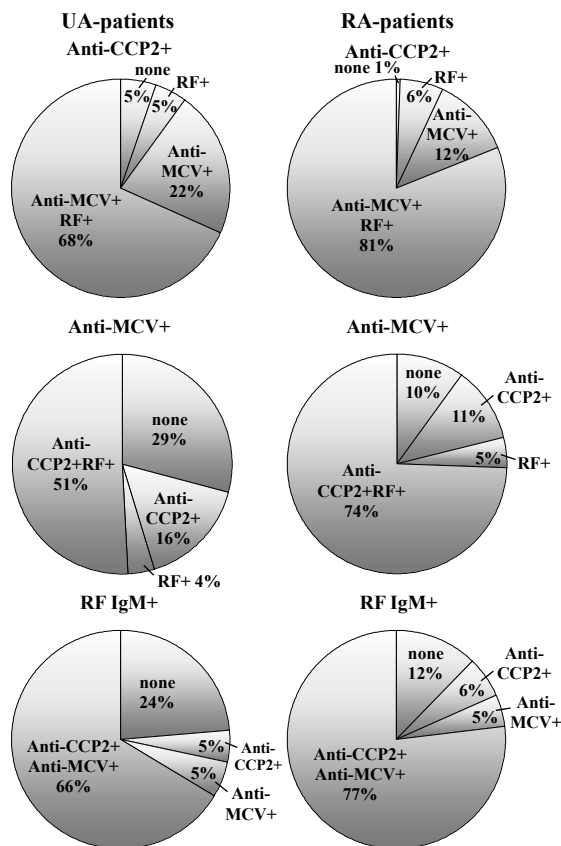 UA-patients
Anti-CCP2+
none
5%
RF+
5%
Anti-
MCV+
22%
Anti-MCV+
RF+
68%
RA-patients
Anti-CCP2+
none 1%
RF+
6%
Anti-
MCV+
12%
Anti-MCV+
RF+
81%
Anti-MCV+
none
29%
Anti-
CCP2+
16%
RF+ 4%
Anti-
CCP2+RF+
51%
Anti-MCV+
none
10%
Anti-
CCP2+
11%
5%
RF+
Anti-
CCP2+RF+
74%
RF IgM+
none
24%
5%
Anti-
CCP2+
5%
Anti-
MCV+
Anti-CCP2+
Anti-MCV+
66%
RF IgM+
none
12%
Anti-
CCP2+
6%
Anti-
MCV+
5%
Anti-CCP2+
Anti-MCV+
77%